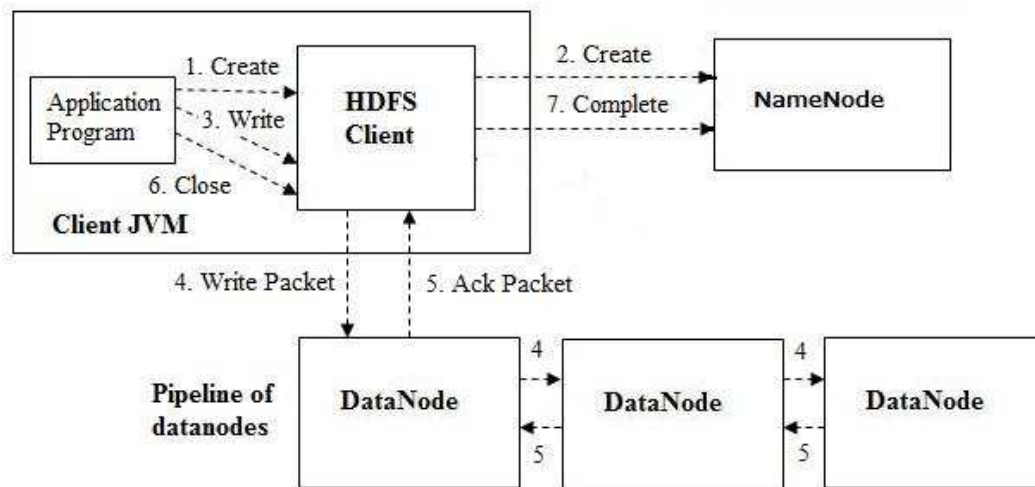 1. Create
2. Create
Application
Program
HDFS
Client
NameNode
3. Write
7. Complete
6. Close
Client JVM
4. Write Packet
5. Ack Packet
4
4
Pipeline of
datanodes
DataNode
DataNode
DataNode
5
5